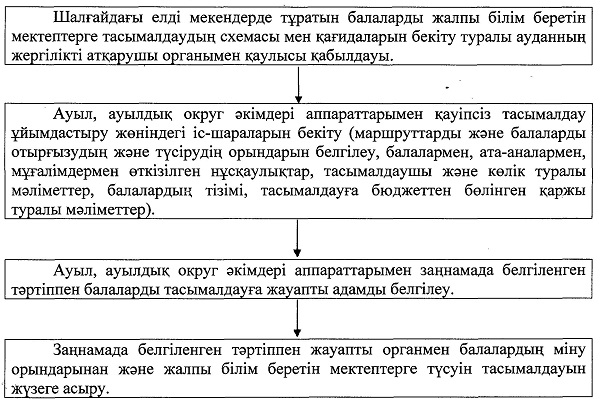 Шалғайдағы елді мекендерде тұратын балаларды жалпы білім беретін
мектептерге тасымалдаудың схемасы мен қағидаларын бекіту туралы ауданның
жергілікті атқарушы органымен қаулысы қабылдауы.
Ауыл, ауылдық округ әкімдері аппараттарымен қауіпсіз тасымалдау
ұйымдастыру жөніндегі іс-шараларын бекіту (маршруттарды және балаларды
отырғызудың және түсірудің орындарын белгілеу, балалармен, ата-аналармен,
мұғалімдермен өткізілген нұсқаулықтар, тасымалдаушы және көлік туралы
мәліметтер, балалардың тізімі, тасымалдауға бюджеттен бөлінген қаржы
туралы мәліметтер).
Ауыл, ауылдық округ әкімдері аппараттарымен заңнамада белгіленген
тәртіппен балаларды тасымалдауға жауапты адамды белгілеу.
Заңнамада белгіленген тәртіппен жауапты органмен балалардың міну
орындарынан және жалпы білім беретін мектептерге түсуін тасымалдауын
жүзеге асыру.